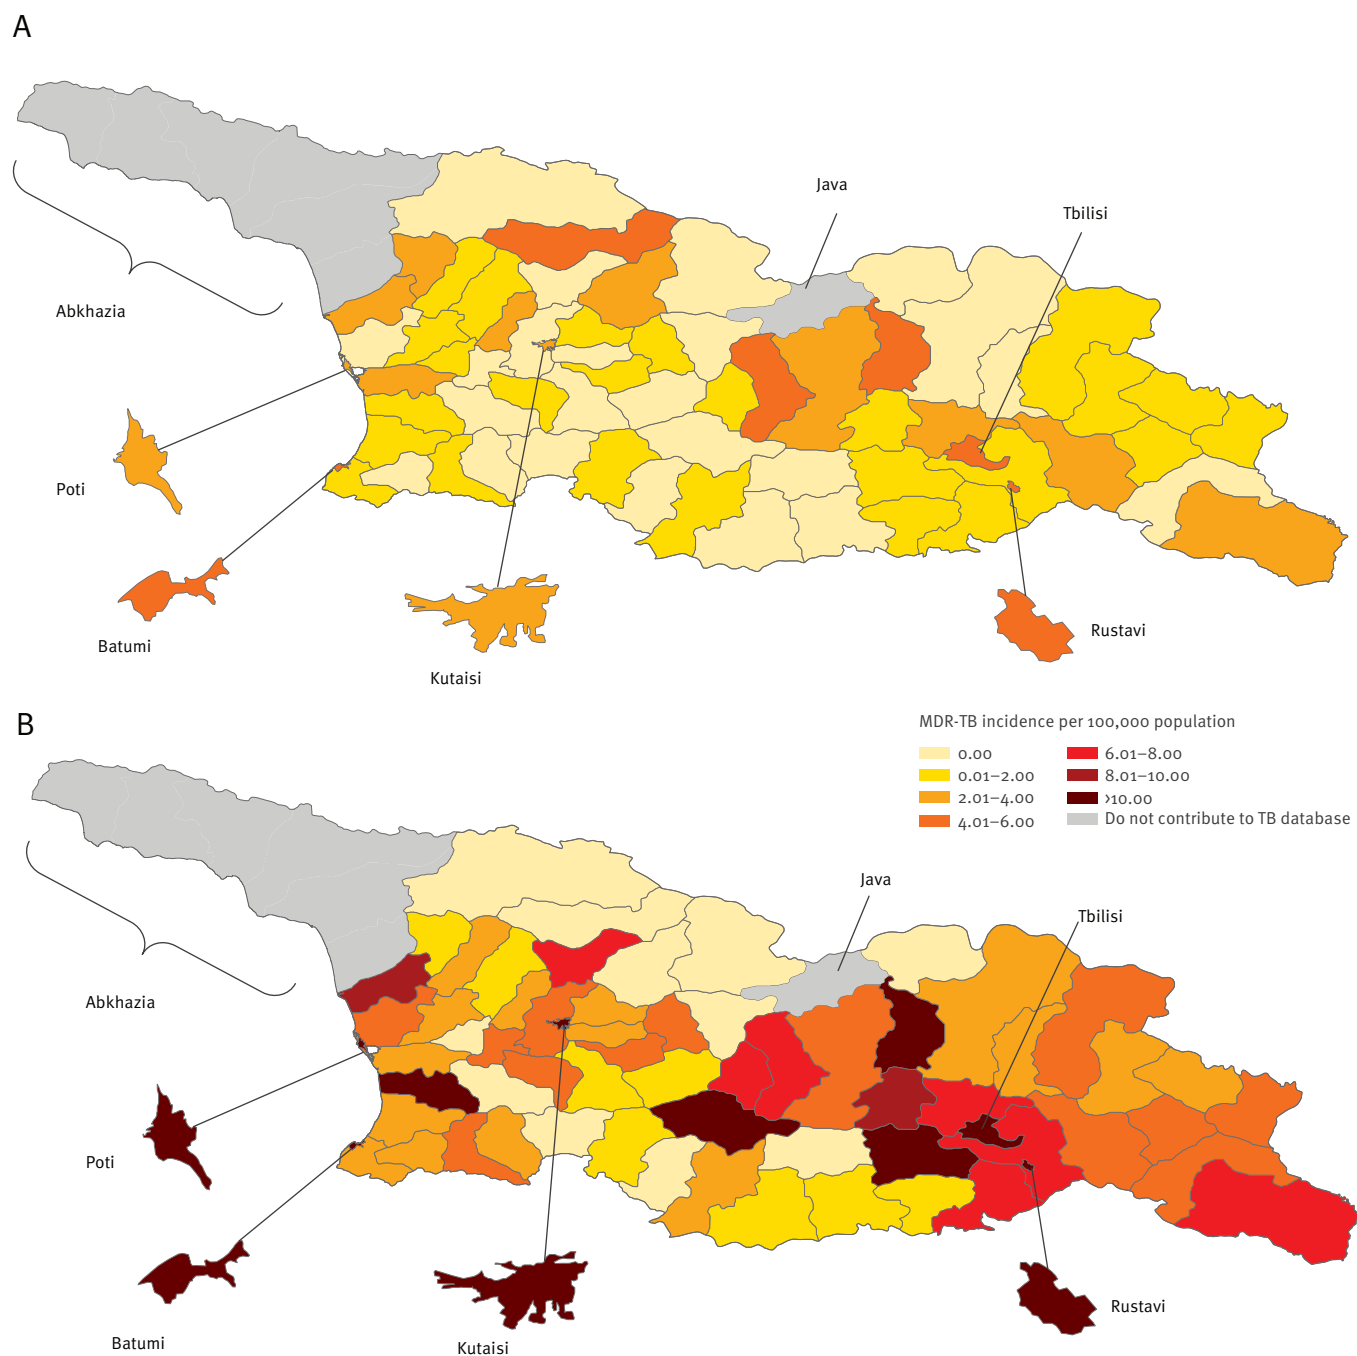 A
Java
Tbilisi
Abkhazia
Poti
Batumi
Kutaisi
Rustavi
B
MDR-TB incidence per 100,000 population
0.00
0.01–2.00
2.01–4.00
4.01–6.00
6.01–8.00
8.01–10.00
>10.00
Do not contribute to TB database
Java
Tbilisi
Abkhazia
Poti
Batumi
Kutaisi
Rustavi